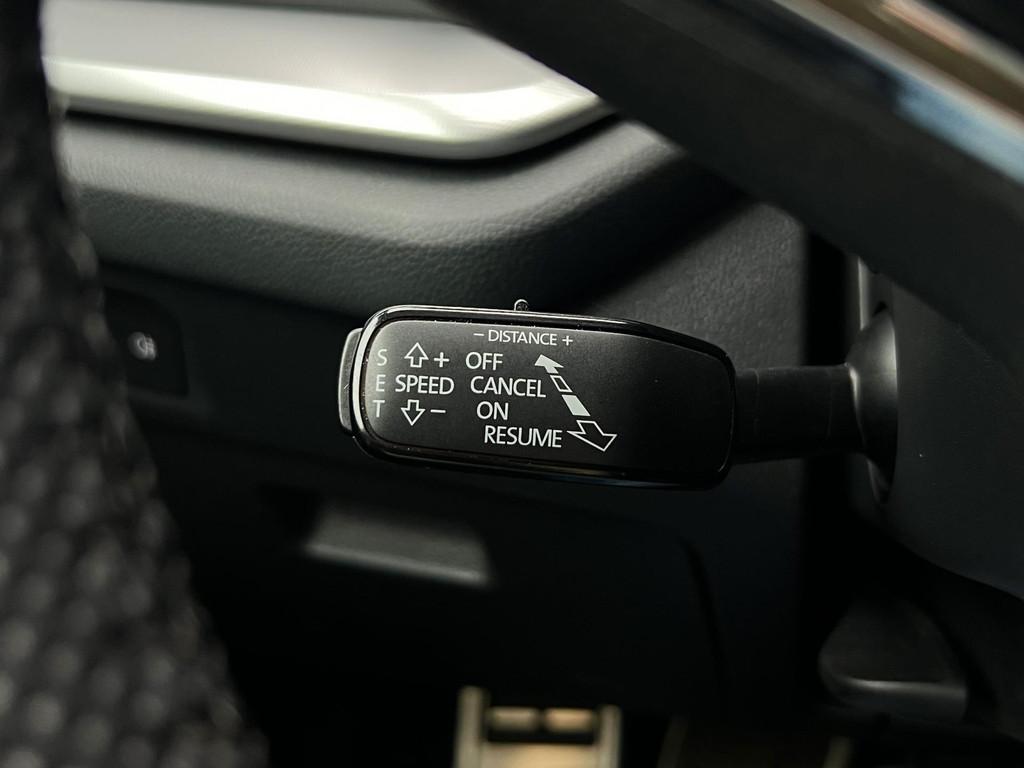 - DISTANCE +
S + OFF
E SPEED CANCEL
T - ON
RESUME